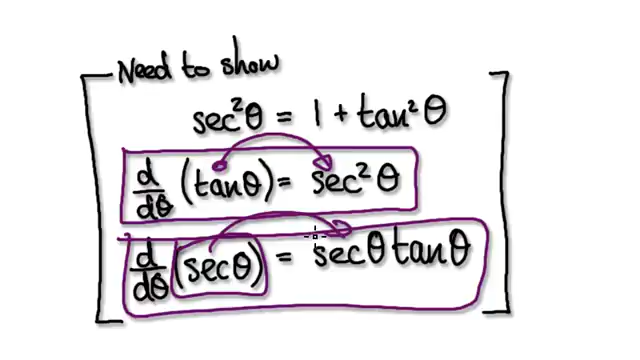 Need to show
sec²θ = 1 + tan²θ
d/dθ (tanθ) = sec²θ
d/dθ (secθ) = secθ tanθ